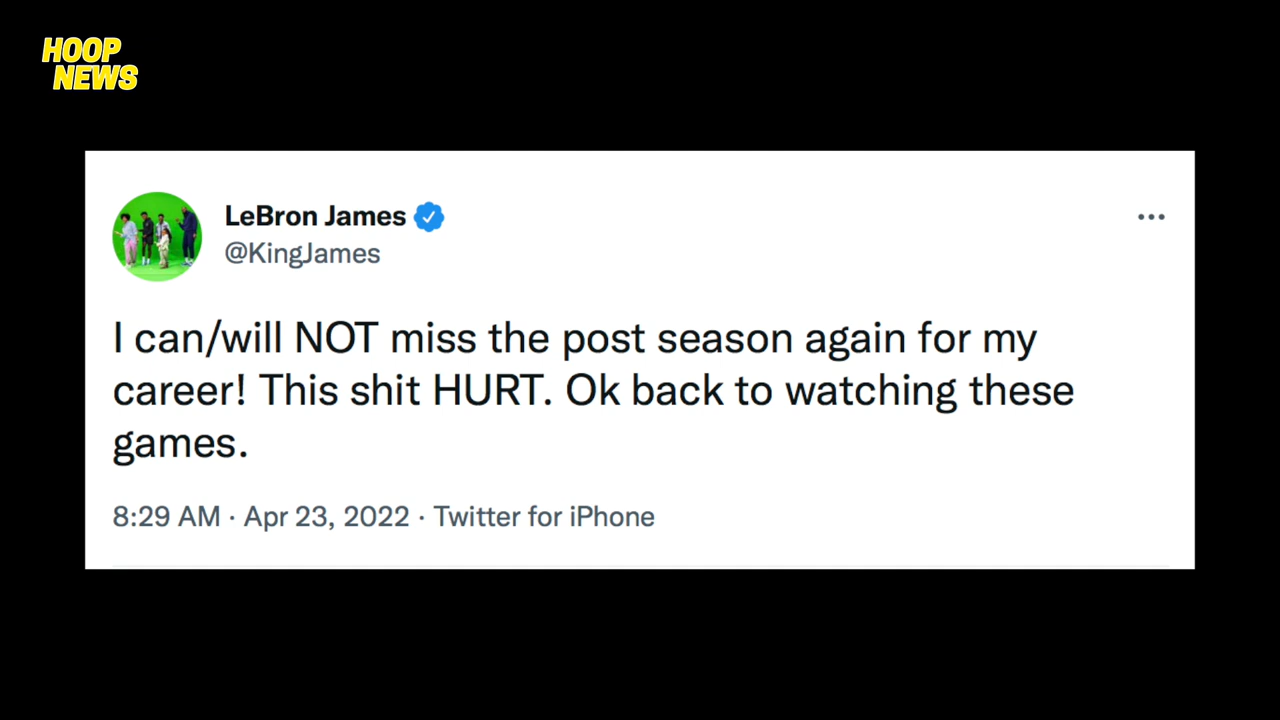 HOOP
NEWS
LeBron James
@KingJames
I can/will NOT miss the post season again for my
career! This shit HURT. Ok back to watching these
games.
8:29 AM · Apr 23, 2022 · Twitter for iPhone